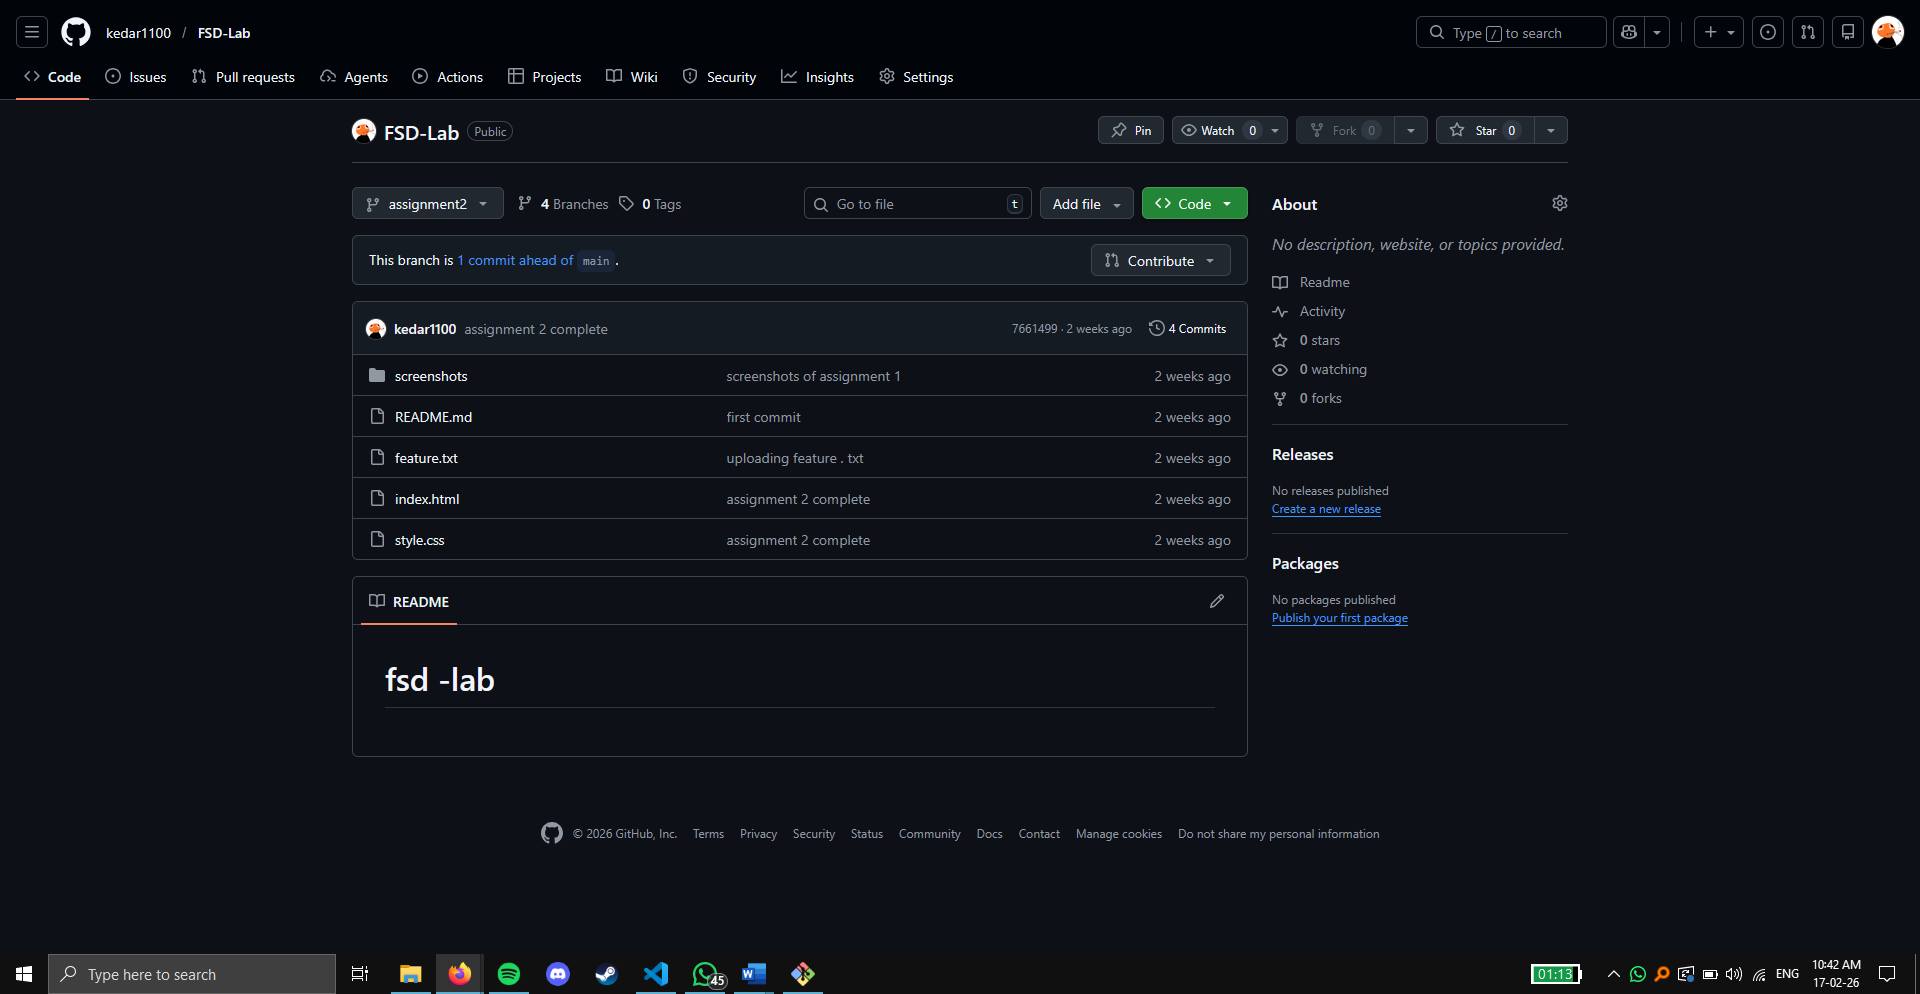 kedar1100 / FSD-Lab
Type / to search
Code Issues Pull requests Agents Actions Projects Wiki Security Insights Settings
FSD-Lab Public
Pin Watch 0 Fork 0 Star 0
assignment2 4 Branches 0 Tags
Go to file t Add file Code
This branch is 1 commit ahead of main .
Contribute
kedar1100 assignment 2 complete 7661499 · 2 weeks ago 4 Commits
screenshots screenshots of assignment 1 2 weeks ago
README.md first commit 2 weeks ago
feature.txt uploading feature . txt 2 weeks ago
index.html assignment 2 complete 2 weeks ago
style.css assignment 2 complete 2 weeks ago
README
fsd -lab
About
No description, website, or topics provided.
Readme
Activity
0 stars
0 watching
0 forks
Releases
No releases published
Create a new release
Packages
No packages published
Publish your first package
© 2026 GitHub, Inc. Terms Privacy Security Status Community Docs Contact Manage cookies Do not share my personal information
Type here to search
45
01:13
ENG
10:42 AM
17-02-26